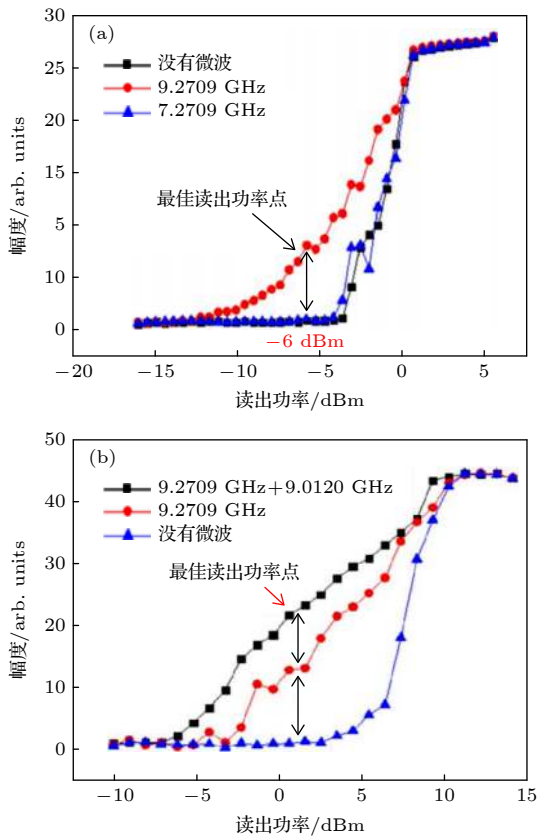 (a)
没有微波
9.2709 GHz
7.2709 GHz
最佳读出功率点
−6 dBm
30
25
20
15
5
10
0
幅度/arb. units
−20 −15 −10 −5 0 5
读出功率/dBm
(b)
9.2709 GHz+9.0120 GHz
9.2709 GHz
没有微波
最佳读出功率点
50
40
30
20
10
0
幅度/arb. units
−10 −5 0 5 10 15
读出功率/dBm